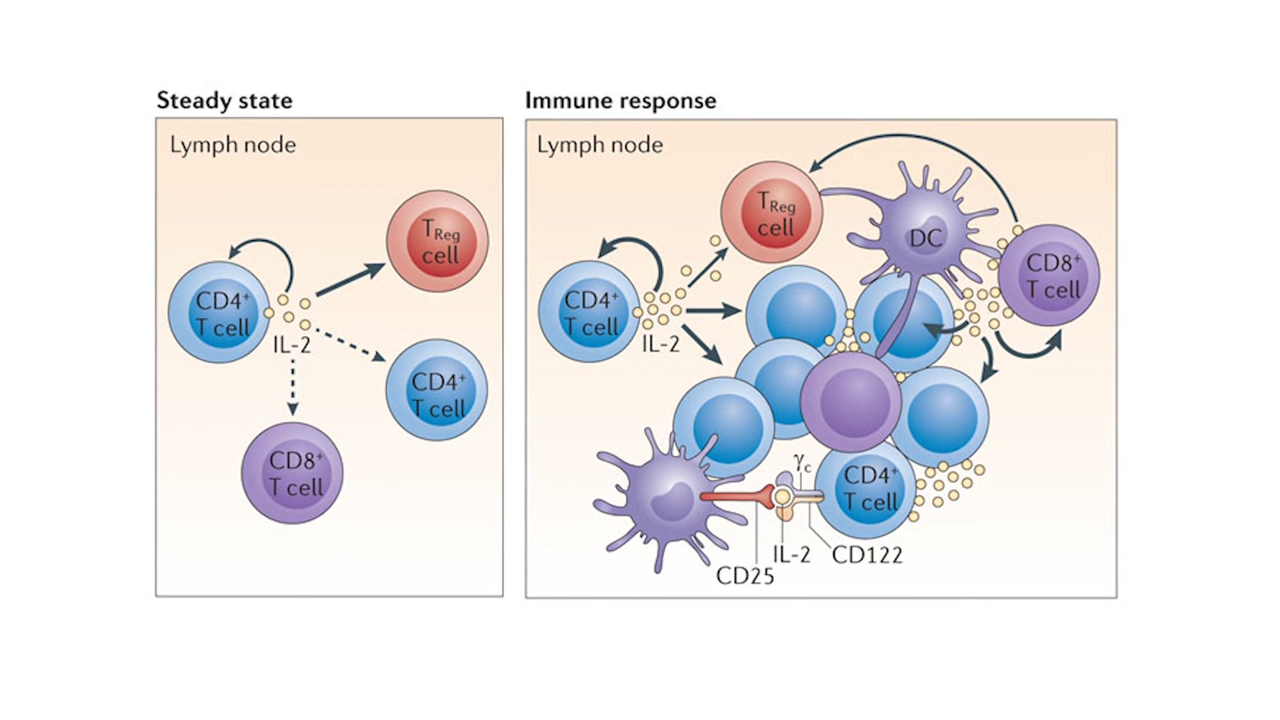 Steady state
Lymph node
TReg
cell
CD4+
T cell
IL-2
CD4+
T cell
CD8+
T cell
Immune response
Lymph node
TReg
cell
DC
CD8+
T cell
CD4+
T cell
IL-2
γc
CD4+
T cell
IL-2
CD122
CD25